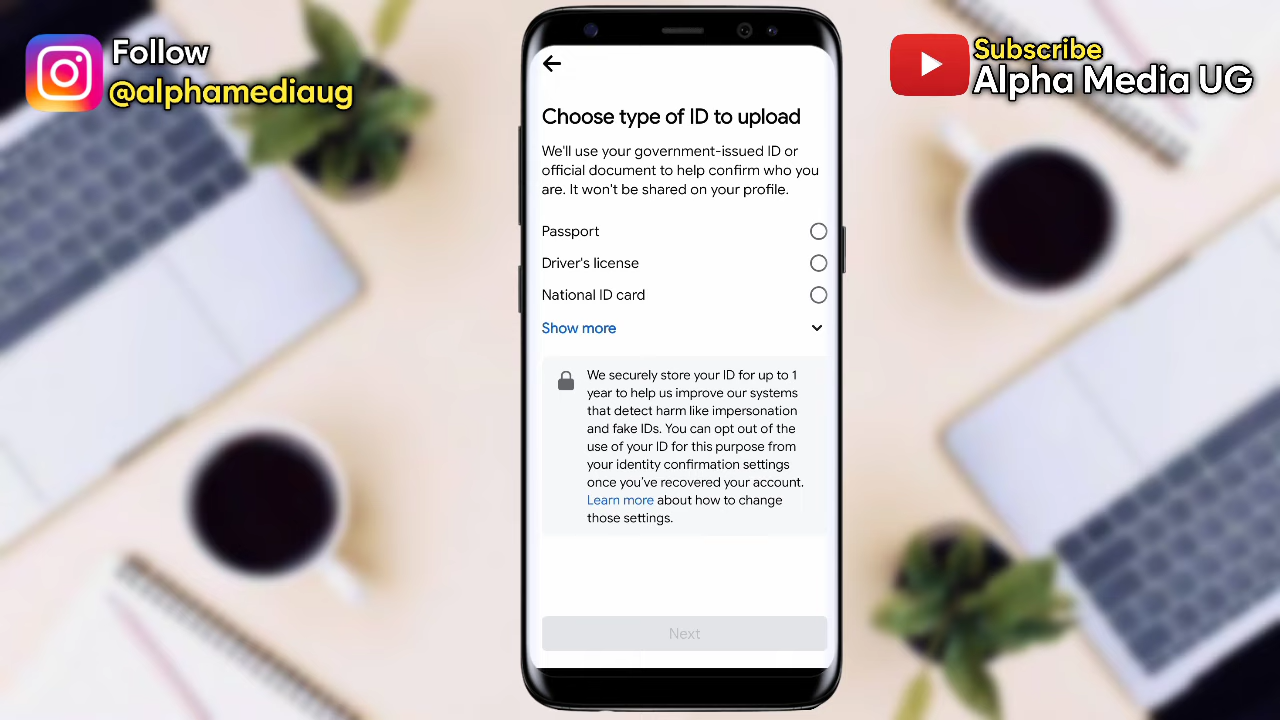 Follow
@alphamediaug
Subscribe
Alpha Media UG
Choose type of ID to upload
We'll use your government-issued ID or
official document to help confirm who you
are. It won't be shared on your profile.
Passport
Driver's license
National ID card
Show more
We securely store your ID for up to 1
year to help us improve our systems
that detect harm like impersonation
and fake IDs. You can opt out of the
use of your ID for this purpose from
your identity confirmation settings
once you've recovered your account.
Learn more about how to change
those settings.
Next